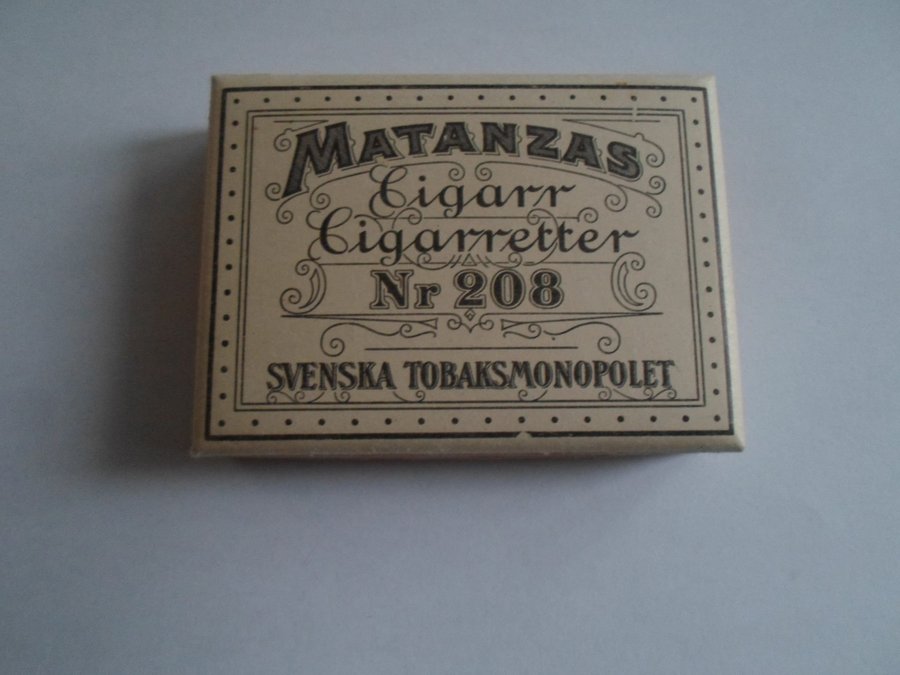 MATANZAS
Cigarr
Cigarretter
Nr 208
SVENSKA TOBAKSMONOPOLET